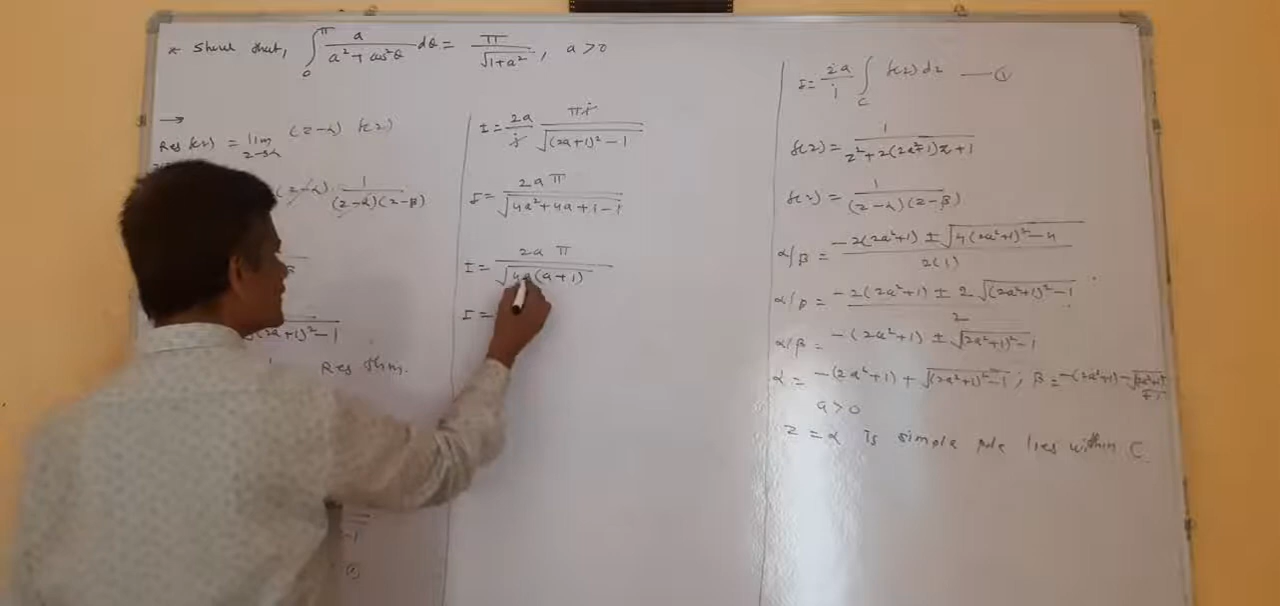 * Show that, ∫₀^π a/(a² + cos²θ) dθ = π/√(1+a²), a > 0
→
Res f(z) = lim z→α (z-α) f(z)
(z-α) · 1/((z-α)(z-β))
(2a+1)² - 1
Res thm.
I = 2a/i πi/√((2a+1)² - 1)
I = 2aπ/√(4a²+4a+1-1)
I = 2aπ/√(4a(a+1))
I =
I = 2a/i ∫_C f(z) dz — ①
f(z) = 1/(z² + 2(2a²+1)z + 1)
f(z) = 1/((z-α)(z-β))
α/β = (-2(2a²+1) ± √(4(2a²+1)² - 4))/2(1)
α/β = (-2(2a²+1) ± 2√((2a²+1)² - 1))/2
α/β = -(2a²+1) ± √((2a²+1)² - 1)
α = -(2a²+1) + √((2a²+1)² - 1) ; β = -(2a²+1) - √
a > 0
z = α is simple pole lies within C